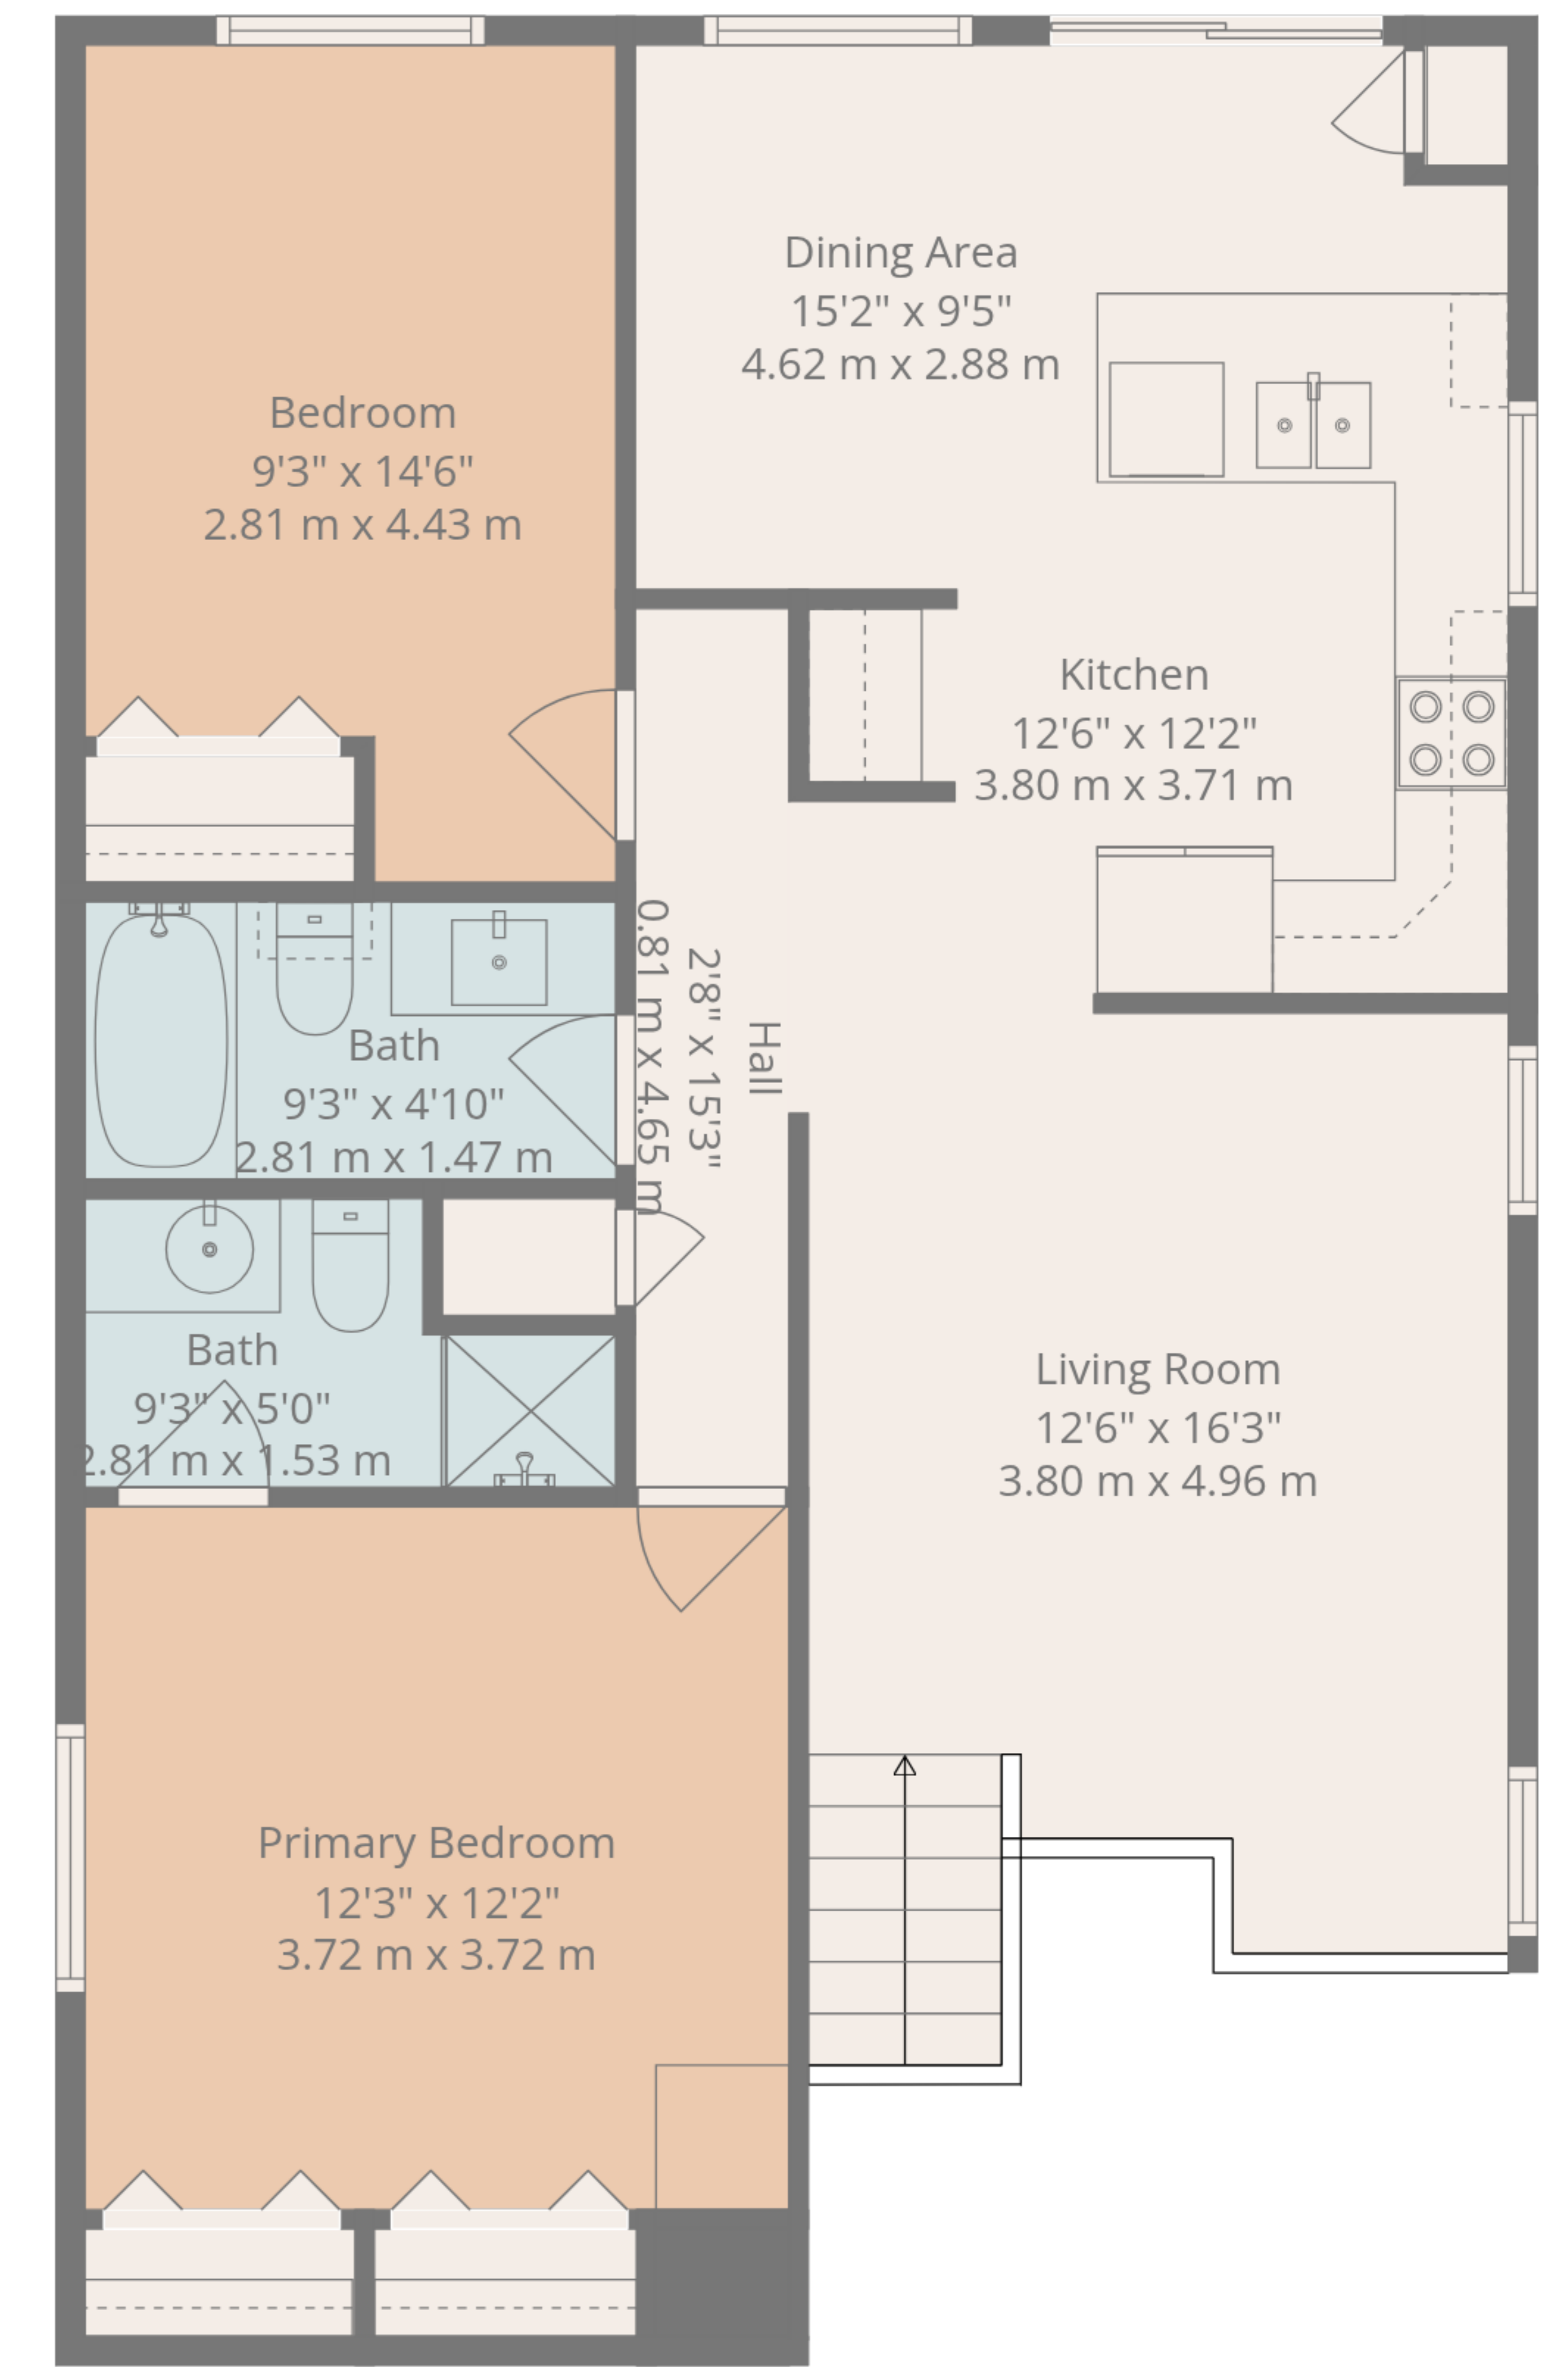 Dining Area
15'2" x 9'5"
4.62 m x 2.88 m
Bedroom
9'3" x 14'6"
2.81 m x 4.43 m
Kitchen
12'6" x 12'2"
3.80 m x 3.71 m
Hall
2'8" x 15'3"
0.81 m x 4.65 m
Bath
9'3" x 4'10"
2.81 m x 1.47 m
Bath
9'3" x 5'0"
2.81 m x 1.53 m
Living Room
12'6" x 16'3"
3.80 m x 4.96 m
Primary Bedroom
12'3" x 12'2"
3.72 m x 3.72 m